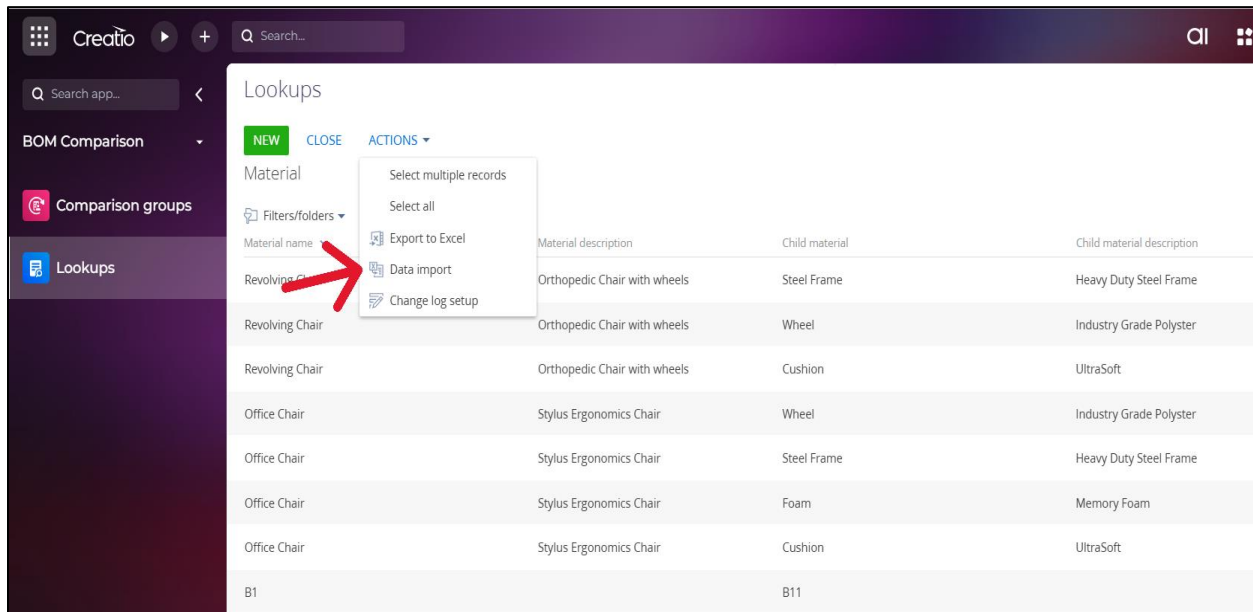 Creatio
Search...
aı
Search app...
BOM Comparison
Comparison groups
Lookups
Lookups
NEW CLOSE ACTIONS
Material
Select multiple records
Select all
Filters/folders
Export to Excel
Data import
Change log setup
Material name Material description Child material Child material description
Revolving Orthopedic Chair with wheels Steel Frame Heavy Duty Steel Frame
Revolving Chair Orthopedic Chair with wheels Wheel Industry Grade Polyster
Revolving Chair Orthopedic Chair with wheels Cushion UltraSoft
Office Chair Stylus Ergonomics Chair Wheel Industry Grade Polyster
Office Chair Stylus Ergonomics Chair Steel Frame Heavy Duty Steel Frame
Office Chair Stylus Ergonomics Chair Foam Memory Foam
Office Chair Stylus Ergonomics Chair Cushion UltraSoft
B1 B11